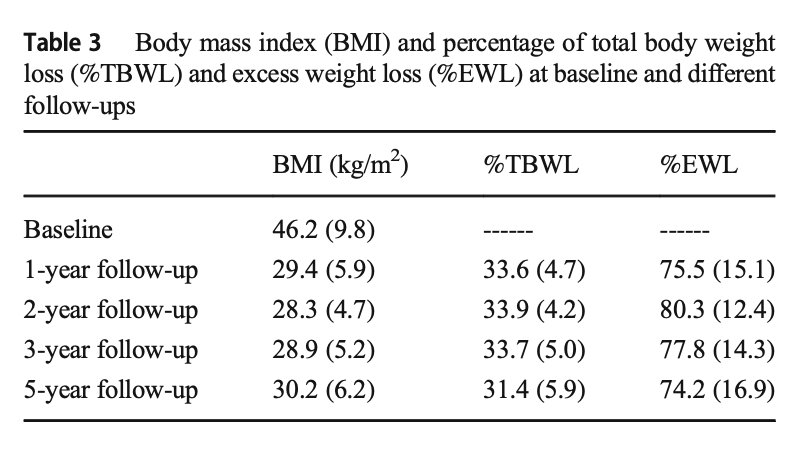 Table 3 Body mass index (BMI) and percentage of total body weight
loss (%TBWL) and excess weight loss (%EWL) at baseline and different
follow-ups
BMI (kg/m²) %TBWL %EWL
Baseline 46.2 (9.8) ------ ------
1-year follow-up 29.4 (5.9) 33.6 (4.7) 75.5 (15.1)
2-year follow-up 28.3 (4.7) 33.9 (4.2) 80.3 (12.4)
3-year follow-up 28.9 (5.2) 33.7 (5.0) 77.8 (14.3)
5-year follow-up 30.2 (6.2) 31.4 (5.9) 74.2 (16.9)